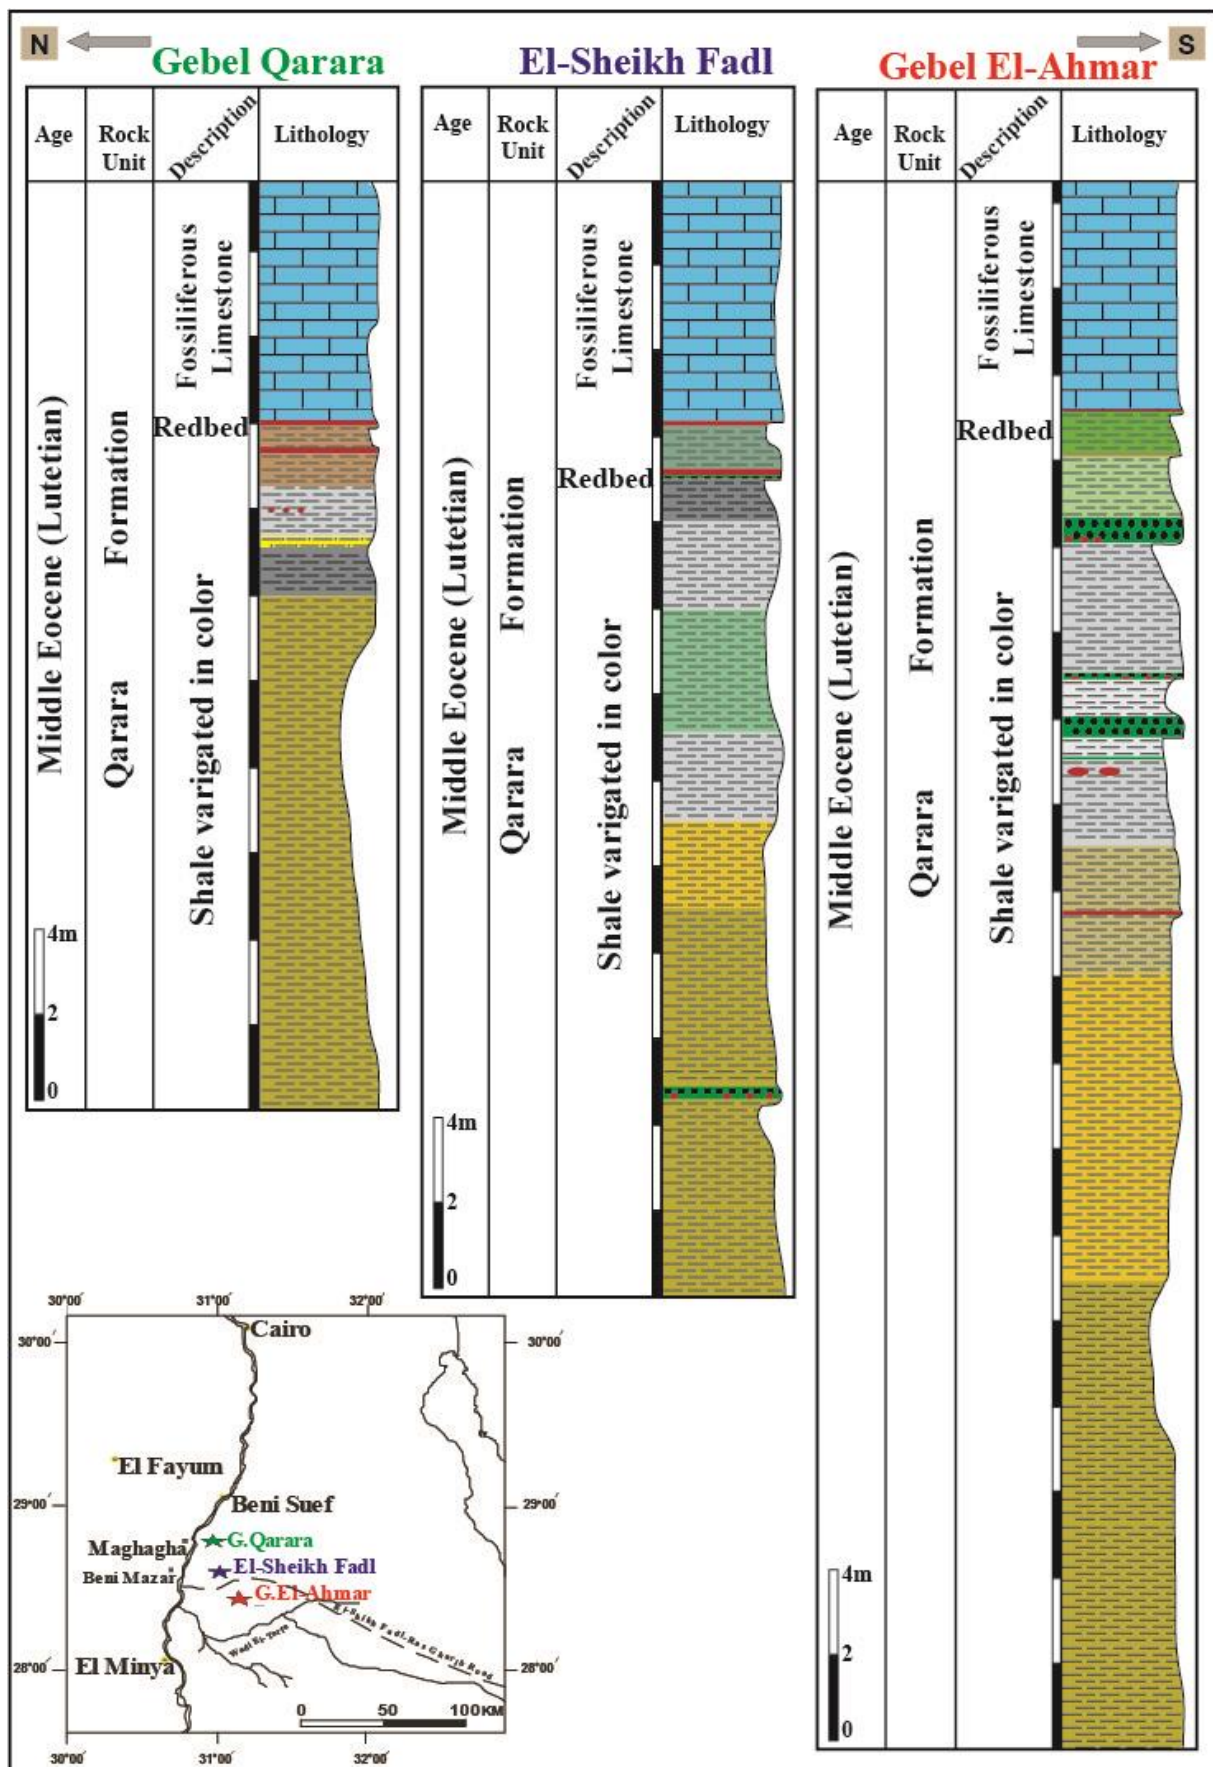 N
S
Gebel Qarara
El-Sheikh Fadl
Gebel El-Ahmar
Age
Rock
Unit
Description
Lithology
Middle Eocene (Lutetian)
Qarara Formation
Fossiliferous
Limestone
Redbed
Shale varigated in color
4m
2
0
Age
Rock
Unit
Description
Lithology
Middle Eocene (Lutetian)
Qarara Formation
Fossiliferous
Limestone
Redbed
Shale varigated in color
4m
2
0
Age
Rock
Unit
Description
Lithology
Middle Eocene (Lutetian)
Qarara Formation
Fossiliferous
Limestone
Redbed
Shale varigated in color
4m
2
0
30°00′ 31°00′ 32°00′
30°00′ Cairo 30°00′
El Fayum
29°00′ Beni Suef 29°00′
Maghagha G.Qarara
Beni Mazar El-Sheikh Fadl
G.El-Ahmar
Wadi El-Tarfa
28°00′ El Minya 28°00′
0 50 100KM
30°00′ 31°00′ 32°00′